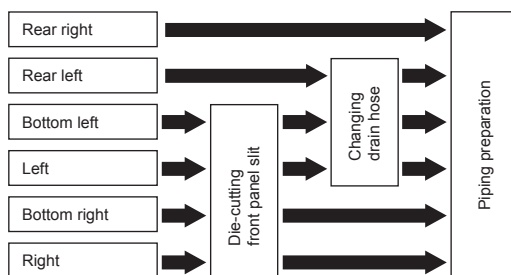 Rear right
Rear left
Bottom left
Left
Bottom right
Right
Die-cutting
front panel slit
Changing
drain hose
Piping preparation